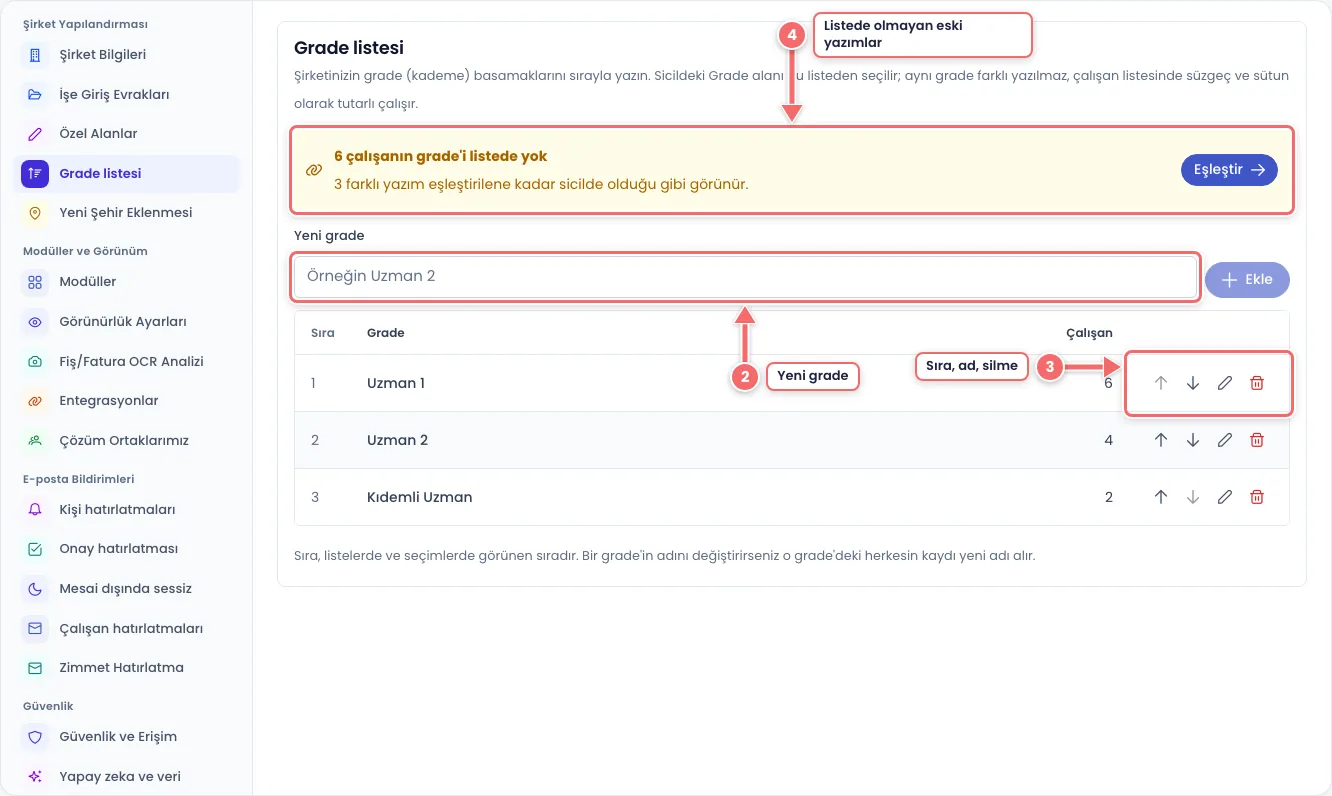 Şirket Yapılandırması
Şirket Bilgileri
İşe Giriş Evrakları
Özel Alanlar
Grade listesi
Yeni Şehir Eklenmesi
Modüller ve Görünüm
Modüller
Görünürlük Ayarları
Fiş/Fatura OCR Analizi
Entegrasyonlar
Çözüm Ortaklarımız
E-posta Bildirimleri
Kişi hatırlatmaları
Onay hatırlatması
Mesai dışında sessiz
Çalışan hatırlatmaları
Zimmet Hatırlatma
Güvenlik
Güvenlik ve Erişim
Yapay zeka ve veri
Grade listesi
4
Listede olmayan eski
yazımlar
Şirketinizin grade (kademe) basamaklarını sırayla yazın. Sicildeki Grade alanı listeden seçilir; aynı grade farklı yazılmaz, çalışan listesinde süzgeç ve sütun
olarak tutarlı çalışır.
6 çalışanın grade'i listede yok
3 farklı yazım eşleştirilene kadar sicilde olduğu gibi görünür.
Eşleştir
Yeni grade
Örneğin Uzman 2
Ekle
Sıra Grade Çalışan
1 Uzman 1 6
2 Yeni grade
Sıra, ad, silme 3
2 Uzman 2 4
3 Kıdemli Uzman 2
Sıra, listelerde ve seçimlerde görünen sıradır. Bir grade'in adını değiştirirseniz o grade'deki herkesin kaydı yeni adı alır.